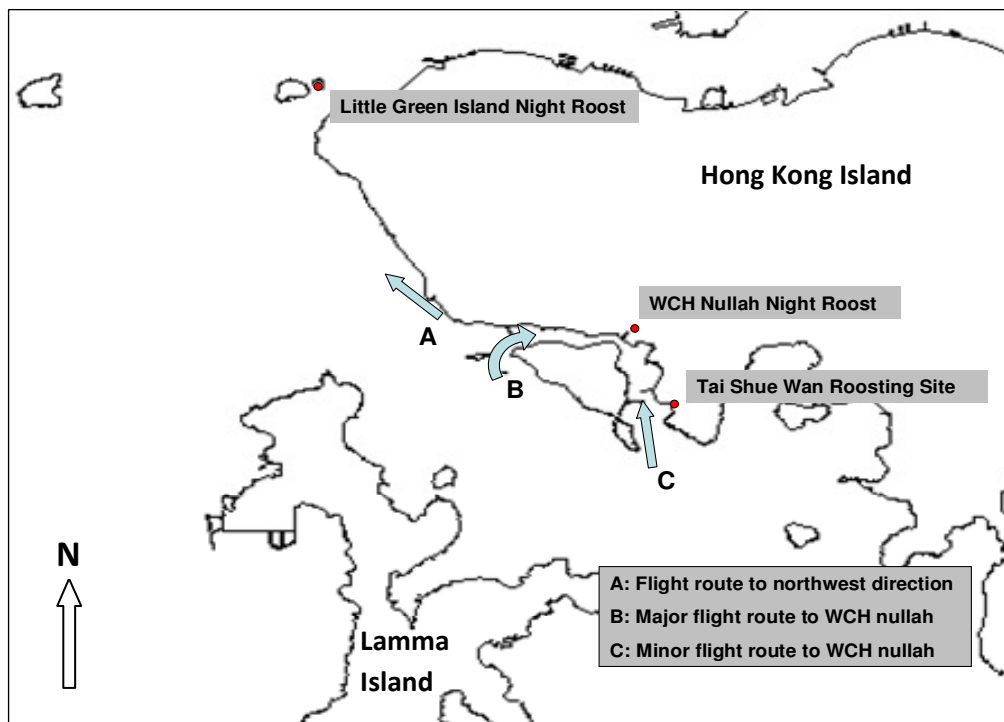 Little Green Island Night Roost
Hong Kong Island
WCH Nullah Night Roost
A
B
Tai Shue Wan Roosting Site
C
N
A: Flight route to northwest direction
B: Major flight route to WCH nullah
C: Minor flight route to WCH nullah
Lamma
Island